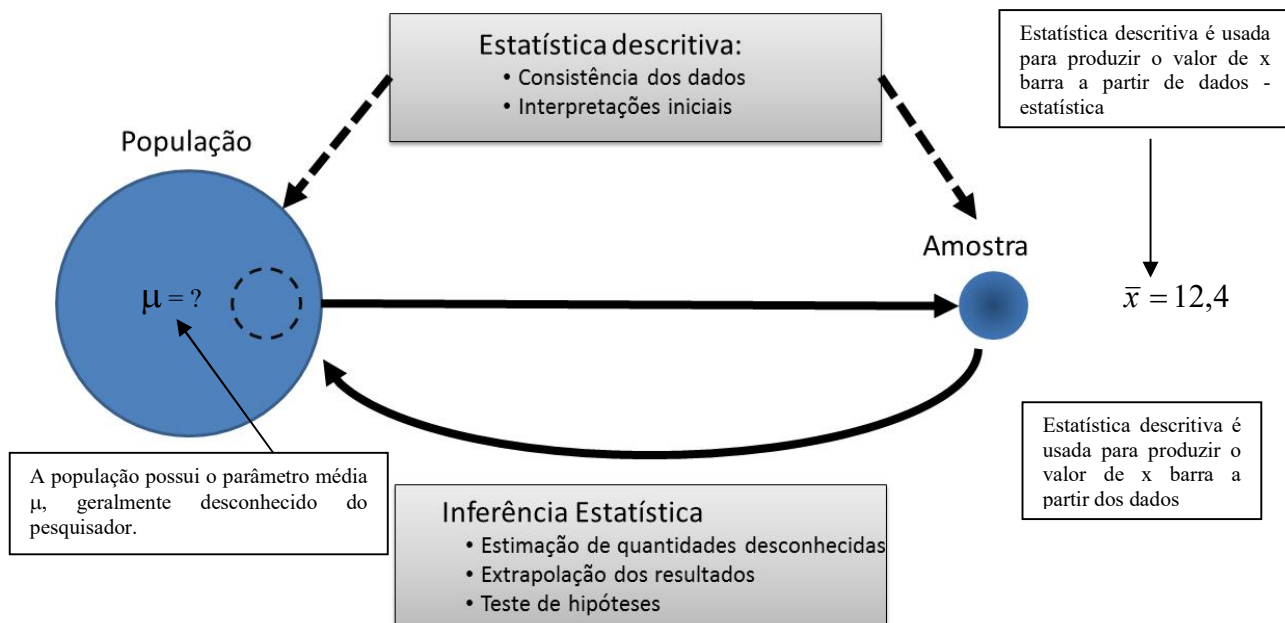 Estatística descritiva:
• Consistência dos dados
• Interpretações iniciais
Estatística descritiva é usada
para produzir o valor de x
barra a partir de dados -
estatística
População
Amostra
μ = ?
x̄ = 12,4
A população possui o parâmetro média
μ, geralmente desconhecido do
pesquisador.
Estatística descritiva é
usada para produzir o
valor de x barra a
partir dos dados
Inferência Estatística
• Estimação de quantidades desconhecidas
• Extrapolação dos resultados
• Teste de hipóteses